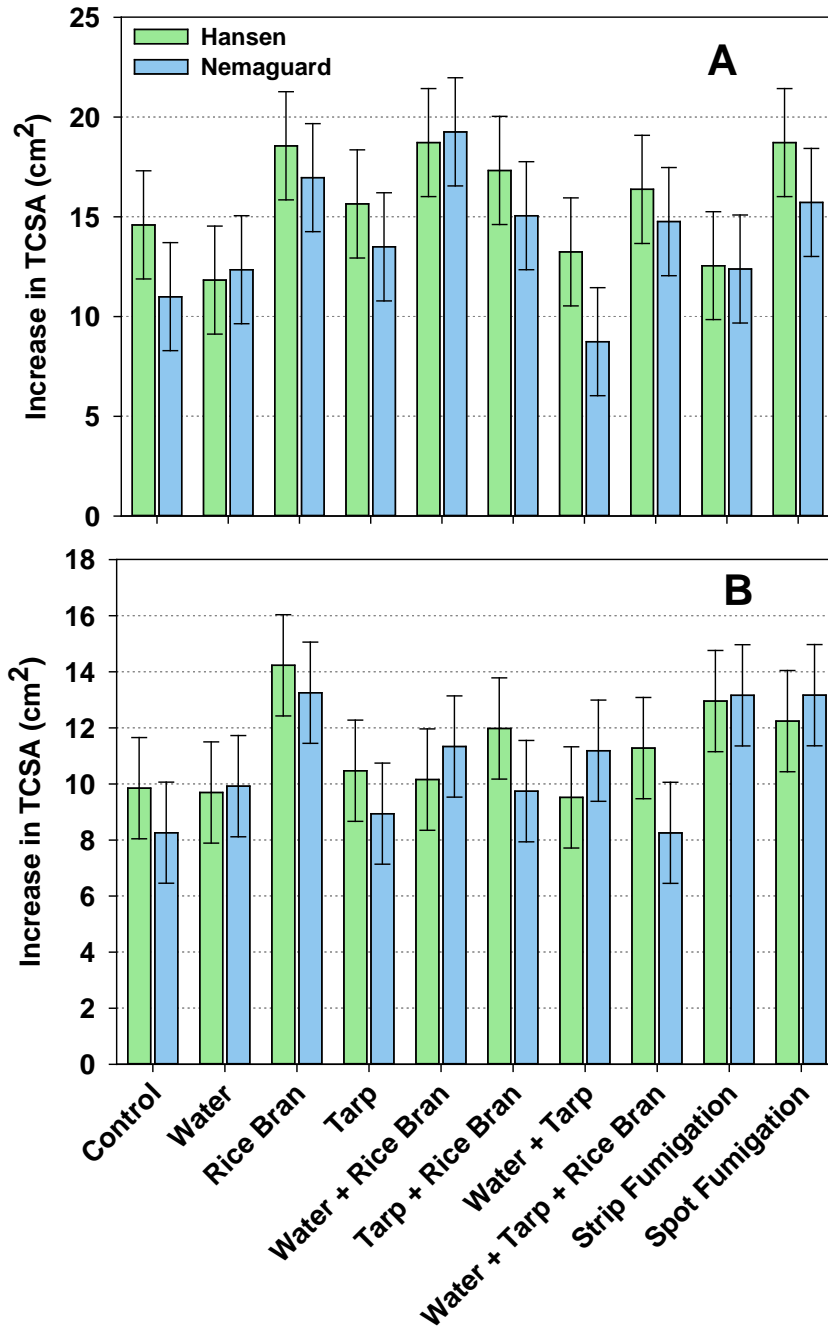 25
20
15
10
5
0
Increase in TCSA (cm²)
Hansen
Nemaguard
A
18
16
14
12
10
8
6
4
2
0
Increase in TCSA (cm²)
B
Control
Water
Rice Bran
Tarp
Water + Rice Bran
Tarp + Rice Bran
Water + Tarp
Water + Tarp + Rice Bran
Strip Fumigation
Spot Fumigation